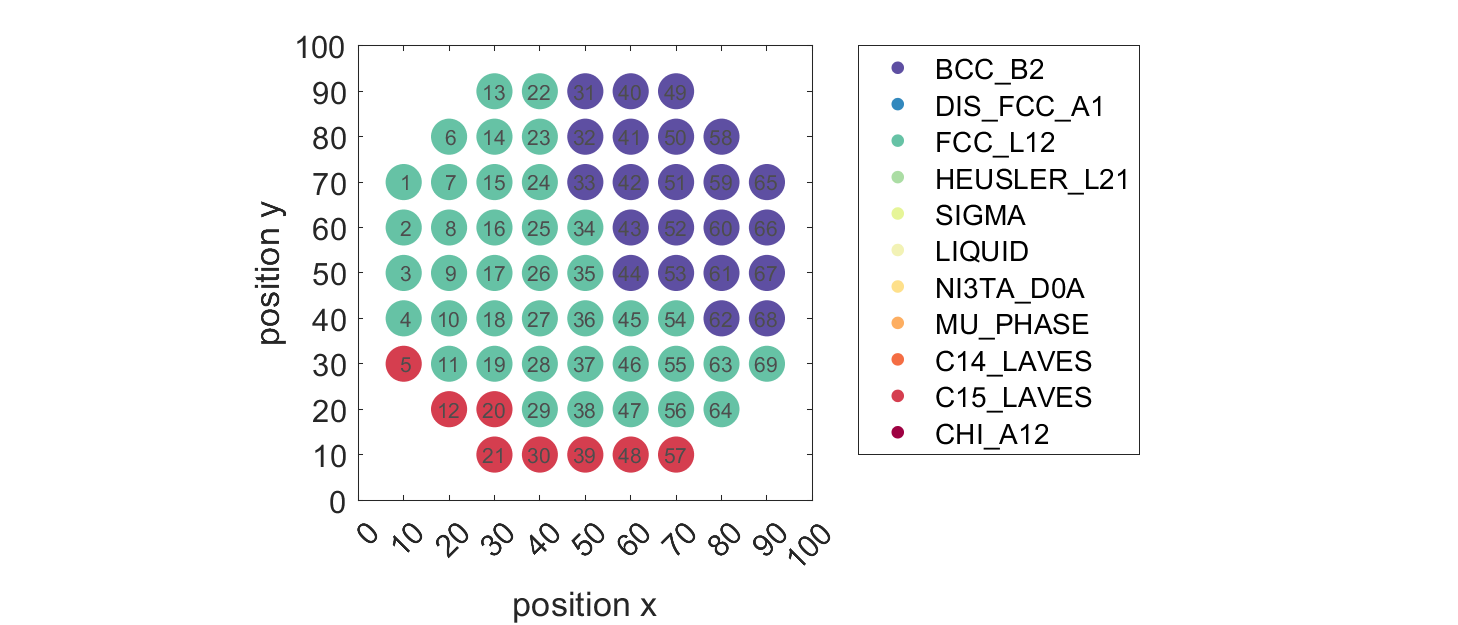 100
90
80
70
60
50
40
30
20
10
0
position y
13 22 31 40 49
6 14 23 32 41 50 58
1 7 15 24 33 42 51 59 65
2 8 16 25 34 43 52 60 66
3 9 17 26 35 44 53 61 67
4 10 18 27 36 45 54 62 68
5 11 19 28 37 46 55 63 69
12 20 29 38 47 56 64
21 30 39 48 57
0 10 20 30 40 50 60 70 80 90 100
position x
BCC_B2
DIS_FCC_A1
FCC_L12
HEUSLER_L21
SIGMA
LIQUID
NI3TA_D0A
MU_PHASE
C14_LAVES
C15_LAVES
CHI_A12